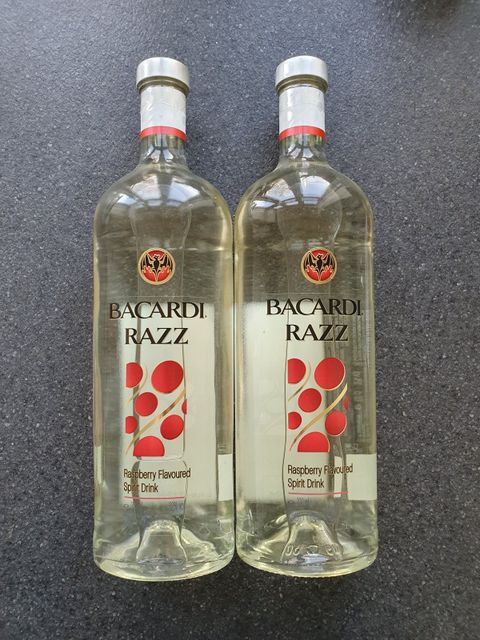 BACARDI
RAZZ
Raspberry Flavoured
Spirit Drink
BACARDI
RAZZ
Raspberry Flavoured
Spirit Drink